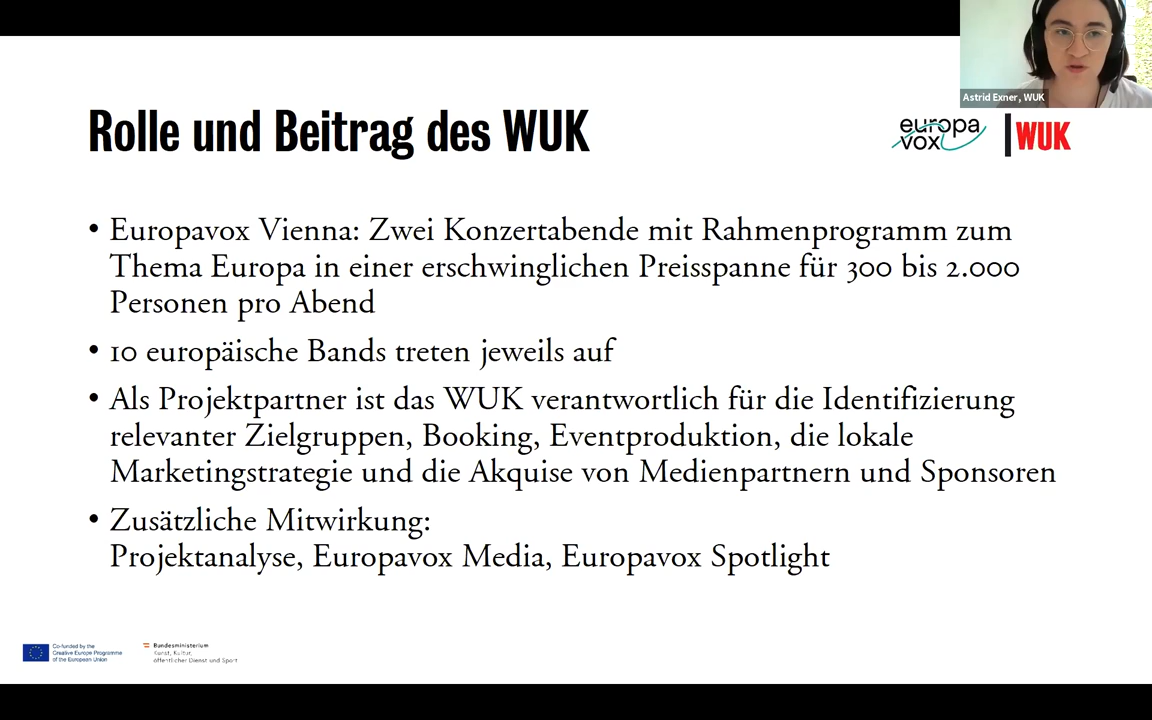 Astrid Exner, WUK
Rolle und Beitrag des WUK
europa
vox
WUK
• Europavox Vienna: Zwei Konzertabende mit Rahmenprogramm zum
Thema Europa in einer erschwinglichen Preisspanne für 300 bis 2.000
Personen pro Abend
• 10 europäische Bands treten jeweils auf
• Als Projektpartner ist das WUK verantwortlich für die Identifizierung
relevanter Zielgruppen, Booking, Eventproduktion, die lokale
Marketingstrategie und die Akquise von Medienpartnern und Sponsoren
• Zusätzliche Mitwirkung:
Projektanalyse, Europavox Media, Europavox Spotlight
Co-funded by the
Creative Europe Programme
of the European Union
Bundesministerium
Kunst, Kultur,
öffentlicher Dienst und Sport